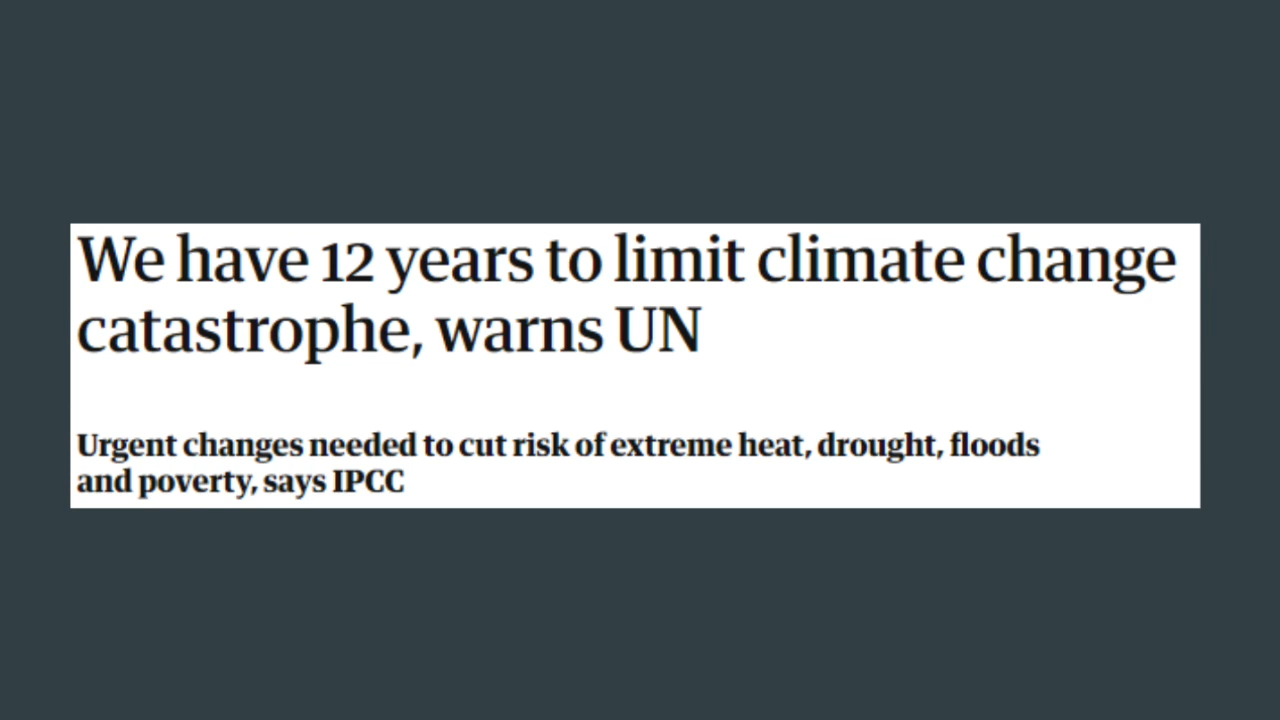 We have 12 years to limit climate change
catastrophe, warns UN
Urgent changes needed to cut risk of extreme heat, drought, floods
and poverty, says IPCC